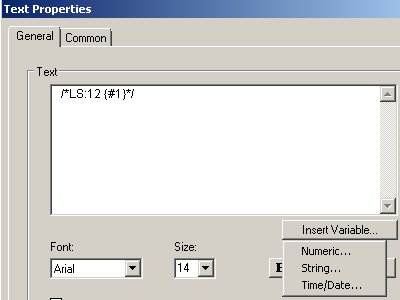 Text Properties
General Common
Text
/*LS:12 {#1}*/
Insert Variable...
Font: Size:
Numeric...
Arial 14
String...
Time/Date...